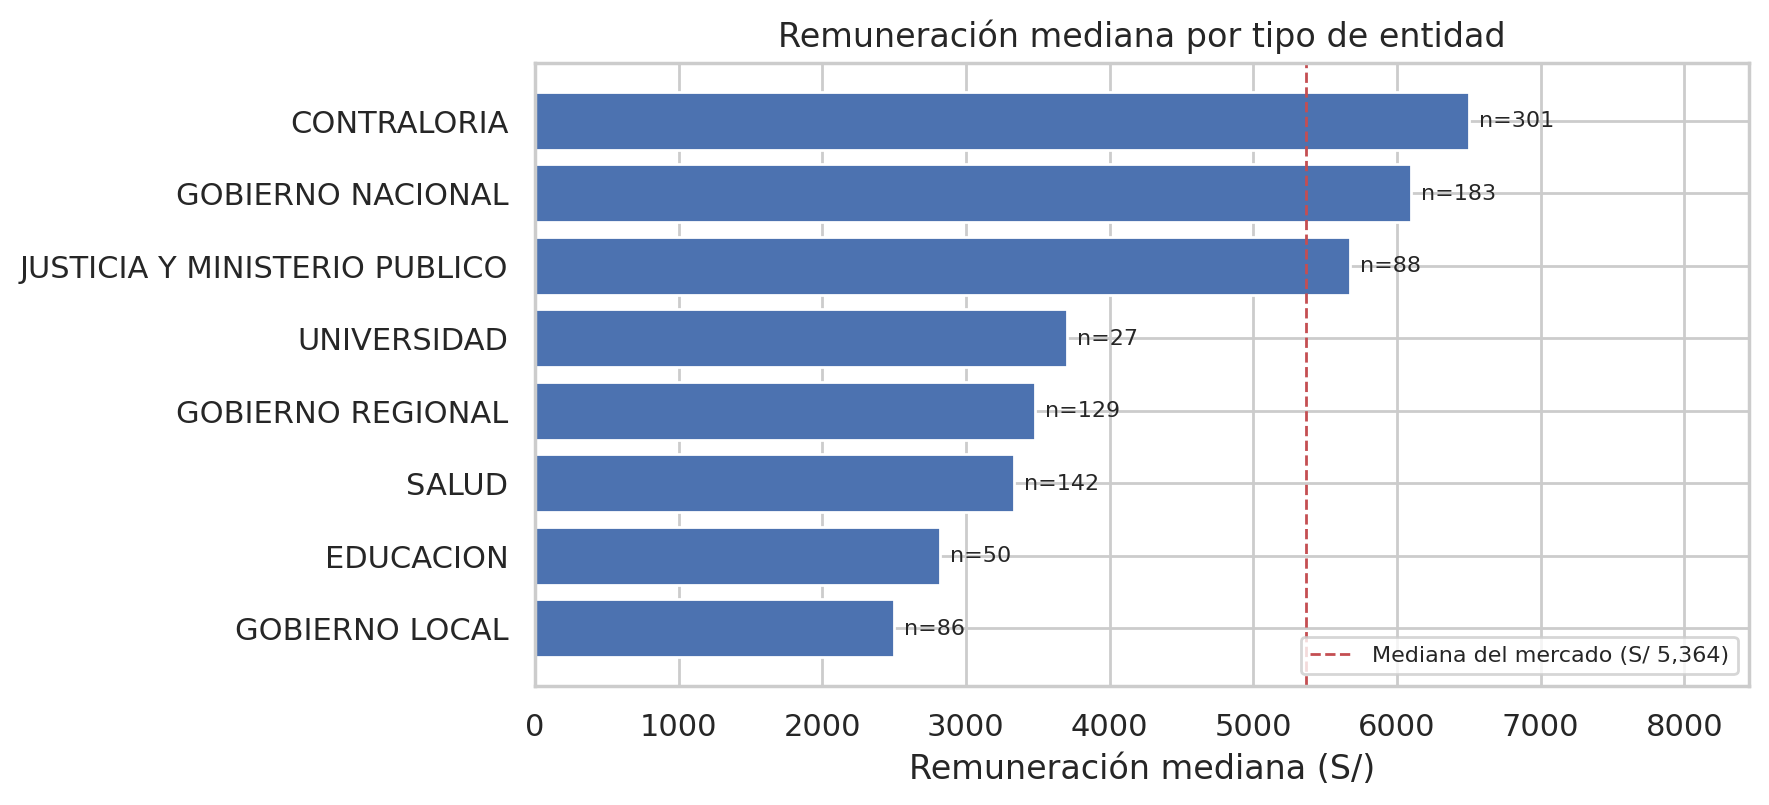 Remuneración mediana por tipo de entidad
CONTRALORIA
n=301
GOBIERNO NACIONAL
n=183
JUSTICIA Y MINISTERIO PUBLICO
n=88
UNIVERSIDAD
n=27
GOBIERNO REGIONAL
n=129
SALUD
n=142
EDUCACION
n=50
GOBIERNO LOCAL
n=86
Mediana del mercado (S/ 5,364)
0 1000 2000 3000 4000 5000 6000 7000 8000
Remuneración mediana (S/)